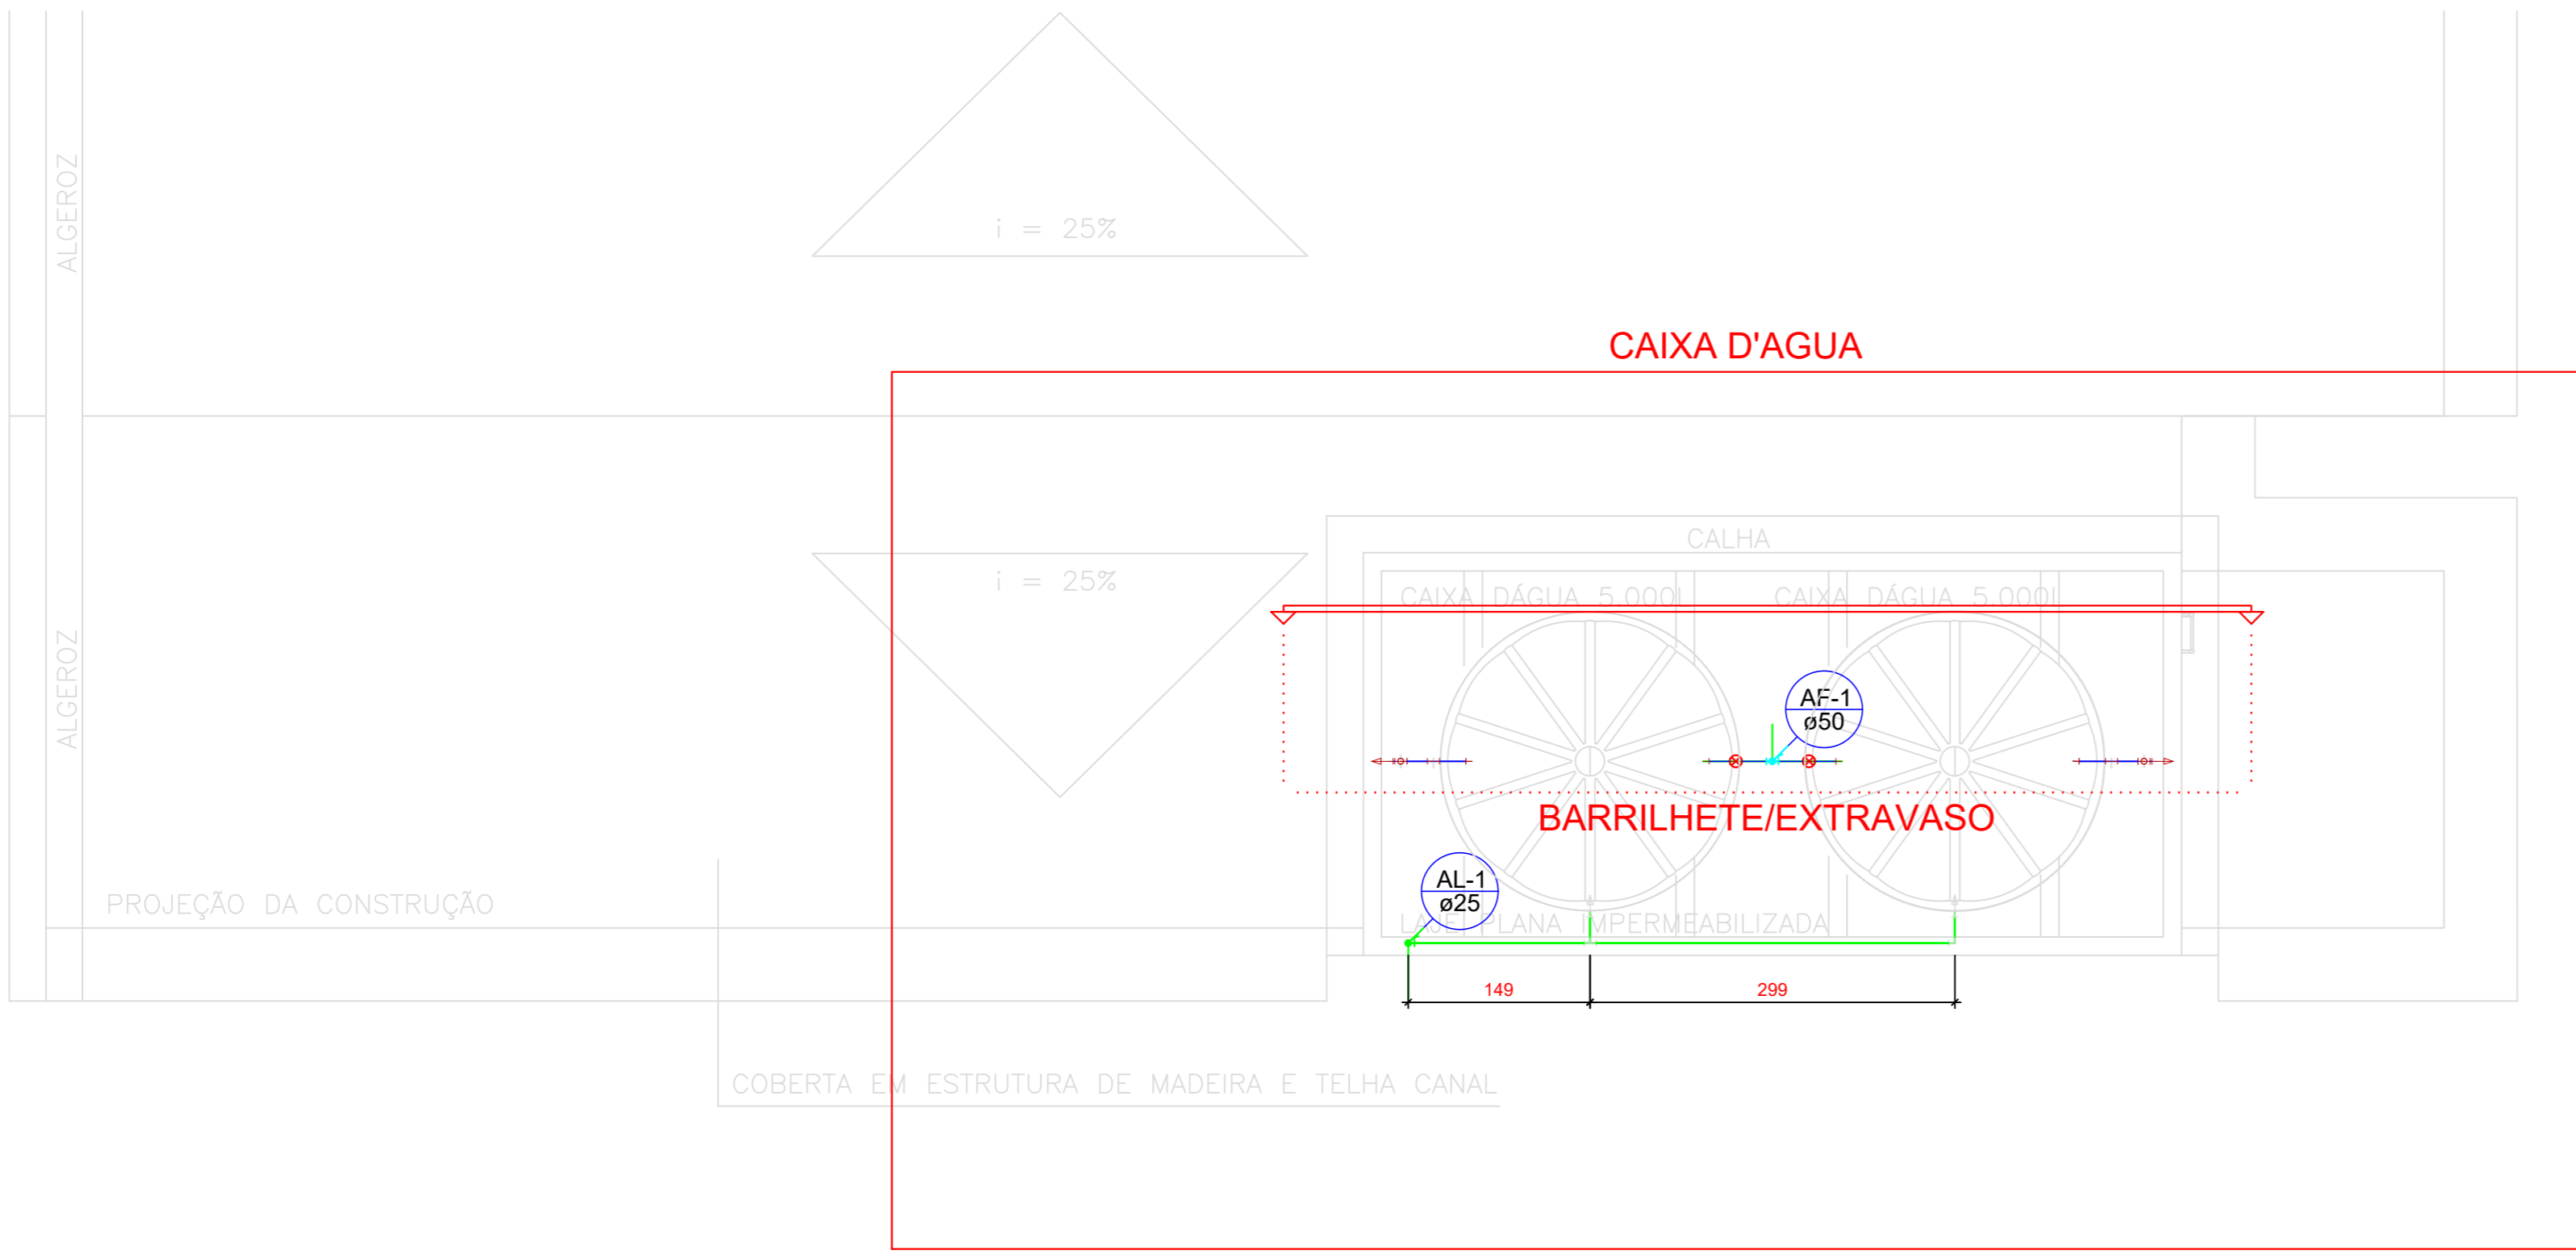 ALGEROZ
i = 25%
CAIXA D'AGUA
CALHA
i = 25%
CAIXA DÁGUA 5.000l
CAIXA DÁGUA 5.000l
ALGEROZ
AF-1
ø50
BARRILHETE/EXTRAVASO
AL-1
ø25
PROJEÇÃO DA CONSTRUÇÃO
LAJE PLANA IMPERMEABILIZADA
149
299
COBERTA EM ESTRUTURA DE MADEIRA E TELHA CANAL